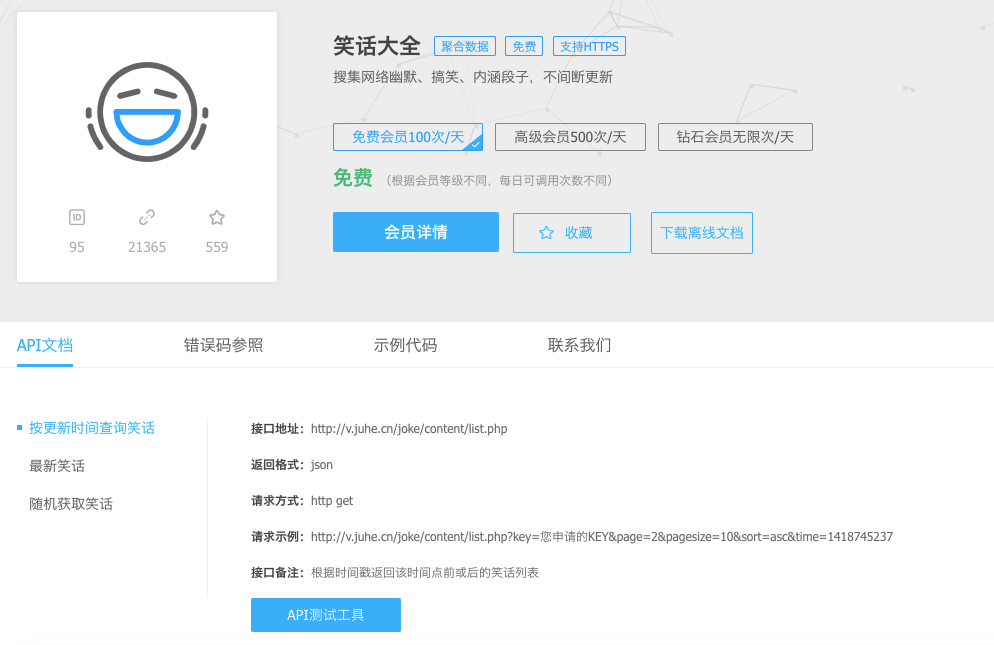 笑话大全 聚合数据 免费 支持HTTPS
搜集网络幽默、搞笑、内涵段子，不间断更新
免费会员100次/天 高级会员500次/天 钻石会员无限次/天
免费 （根据会员等级不同，每日可调用次数不同）
会员详情 收藏 下载离线文档
ID
95 21365 559
API文档 错误码参照 示例代码 联系我们
按更新时间查询笑话
最新笑话
随机获取笑话
接口地址：http://v.juhe.cn/joke/content/list.php
返回格式：json
请求方式：http get
请求示例：http://v.juhe.cn/joke/content/list.php?key=您申请的KEY&page=2&pagesize=10&sort=asc&time=1418745237
接口备注：根据时间戳返回该时间点前或后的笑话列表
API测试工具